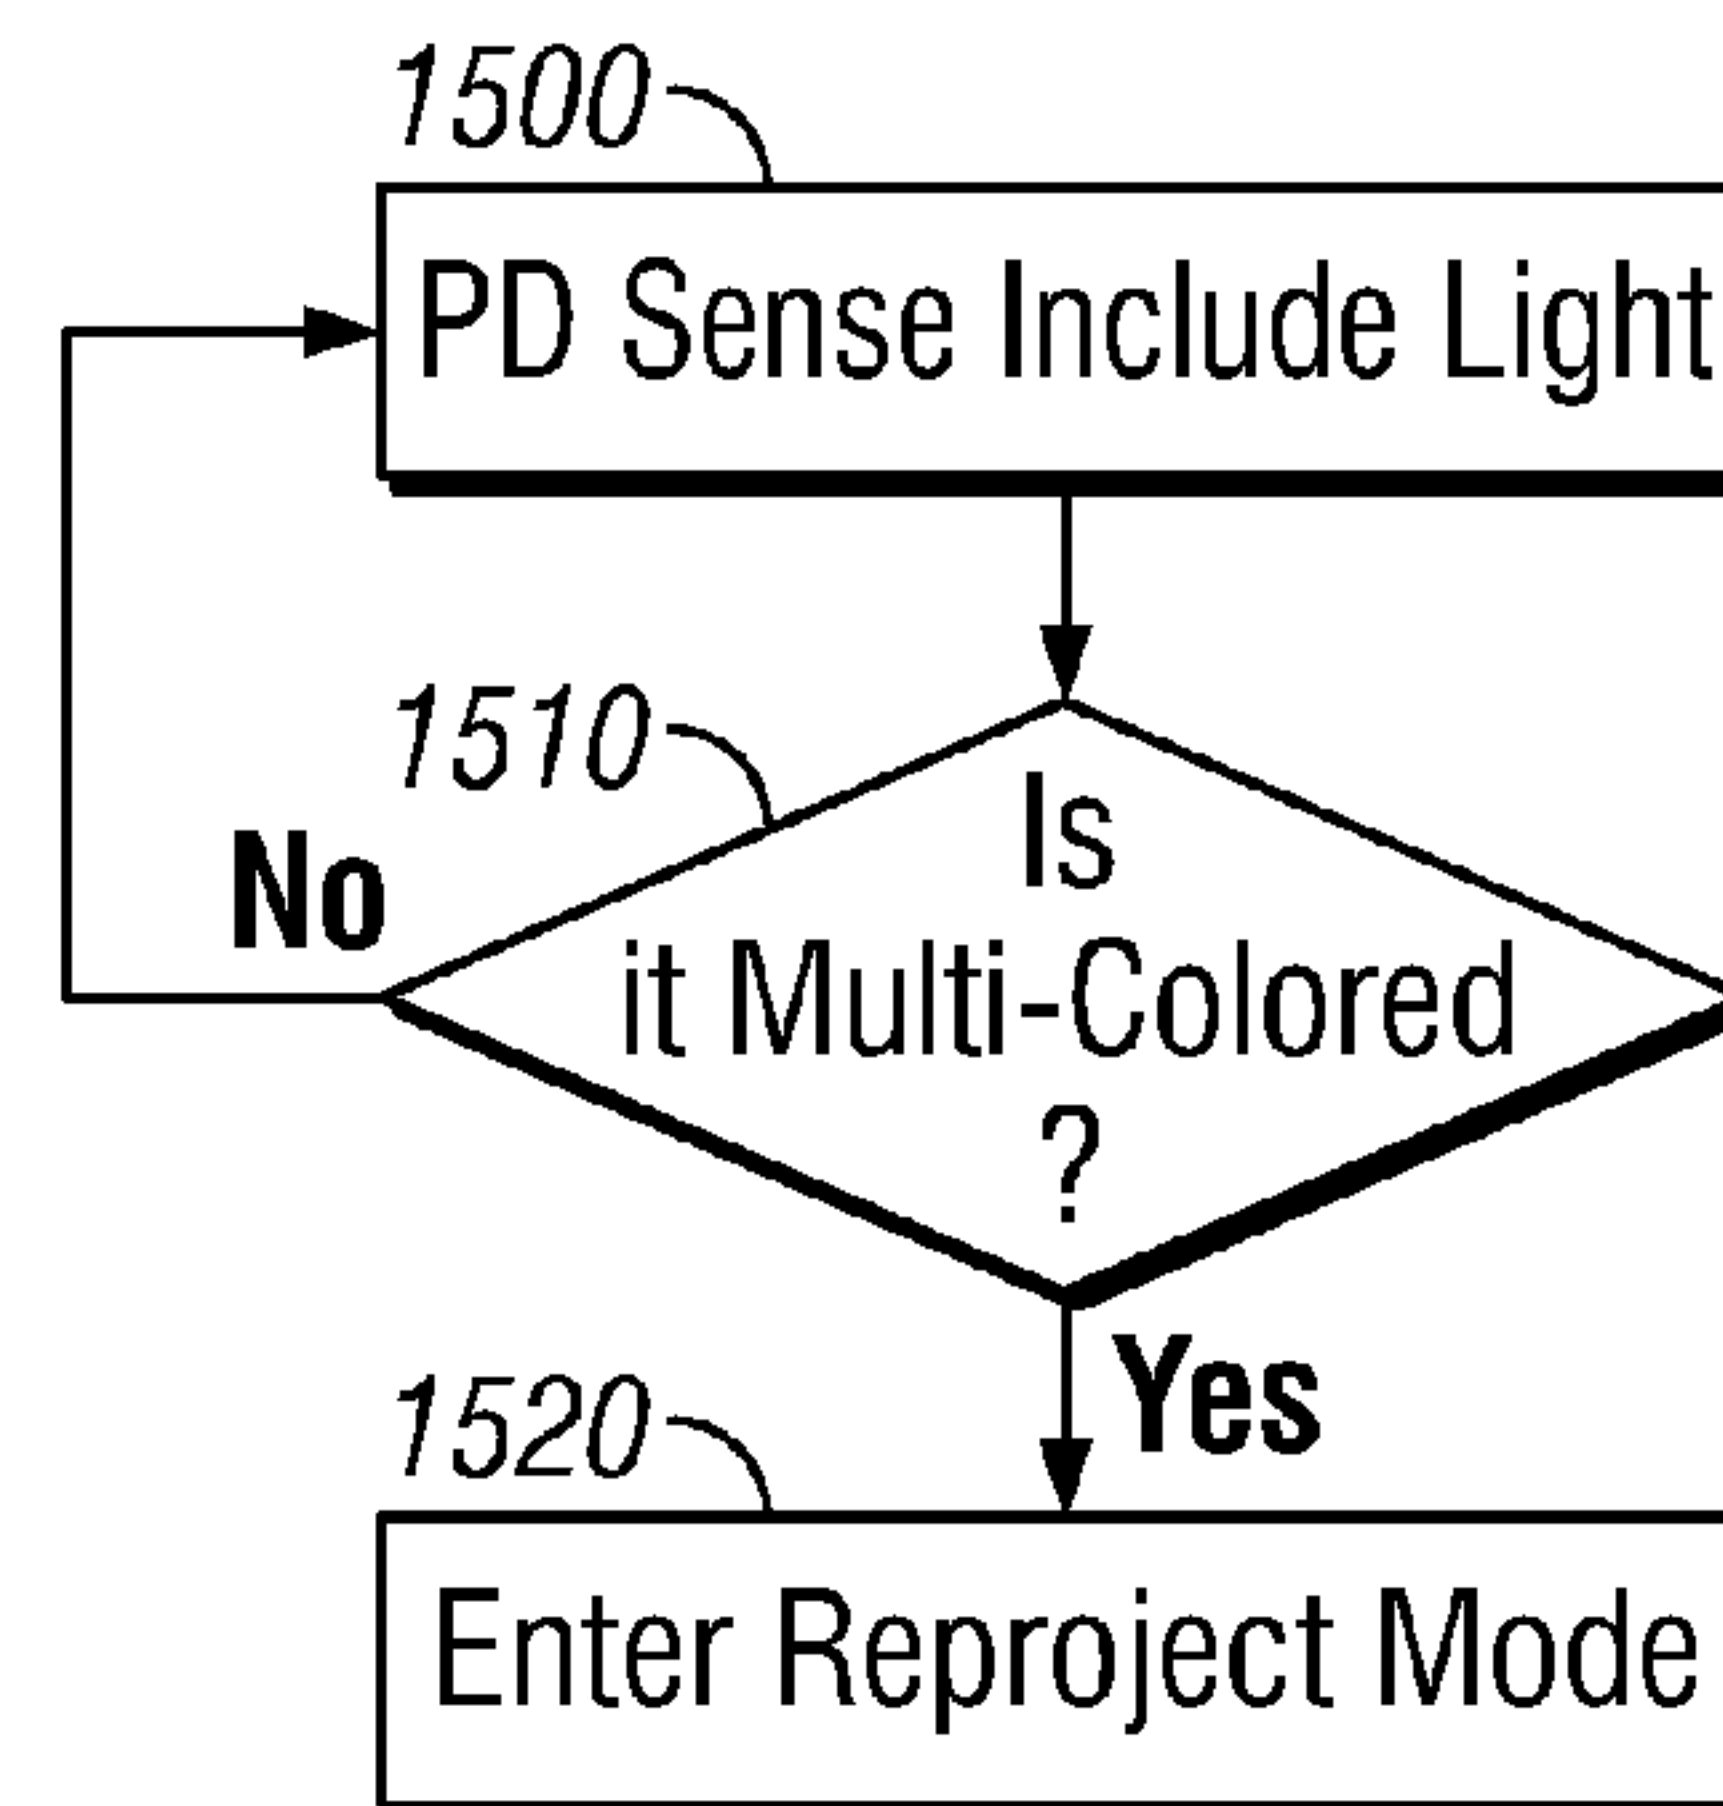 1500
PD Sense Include Light
1510
Is
No
it Multi-Colored
?
Yes
1520
Enter Reproject Mode